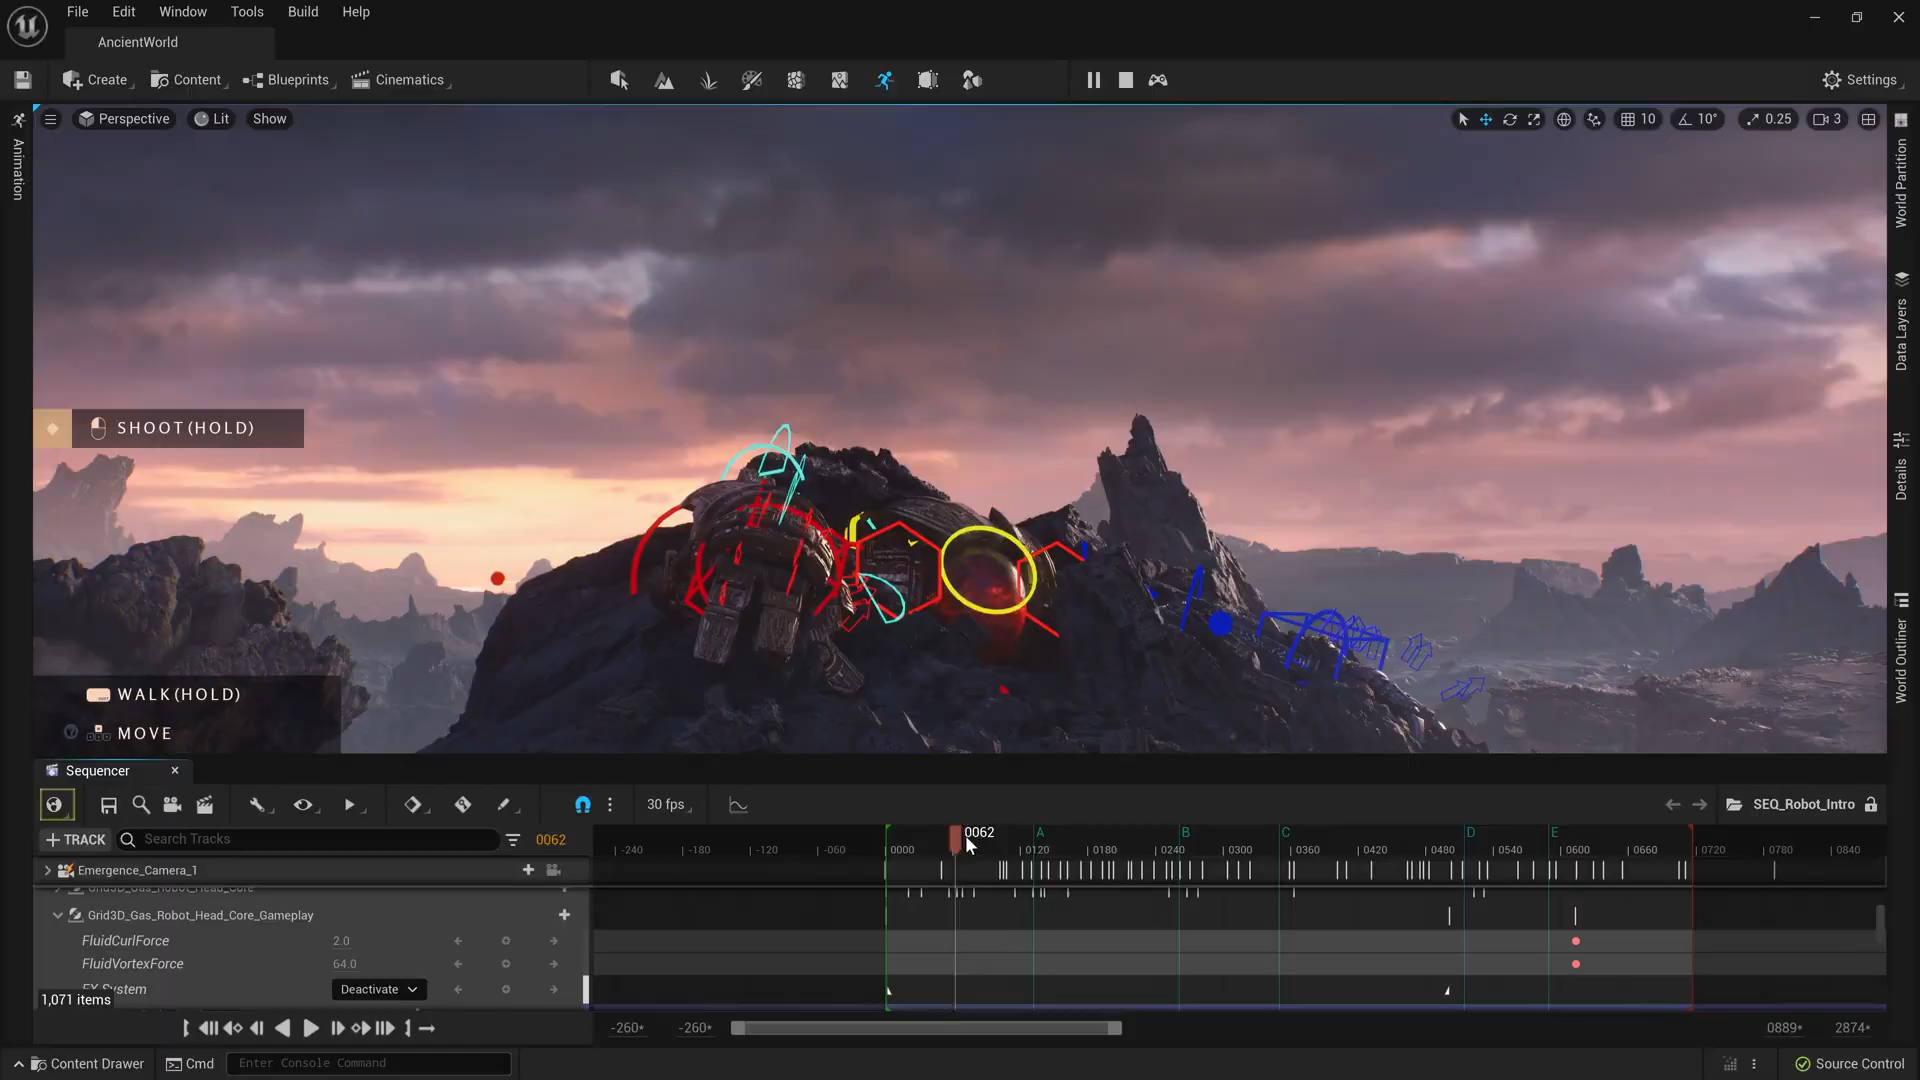 File Edit Window Tools Build Help
AncientWorld
Create Content Blueprints Cinematics Settings
Perspective Lit Show 10 10° 0.25 3
Animation
World Partition
Data Layers
Details
World Outliner
SHOOT(HOLD)
WALK(HOLD)
MOVE
Sequencer
30 fps SEQ_Robot_Intro
TRACK Search Tracks 0062 0062 A B C D E
-240 -180 -120 -060 0000 0120 0180 0240 0300 0360 0420 0480 0540 0600 0660 0720 0780 0840
Emergence_Camera_1
Grid3D_Gas_Robot_Head_Core
Grid3D_Gas_Robot_Head_Core_Gameplay
FluidCurlForce 2.0
FluidVortexForce 64.0
FX System Deactivate
1,071 items
-260* -260* 0889* 2874*
Content Drawer Cmd Enter Console Command Source Control